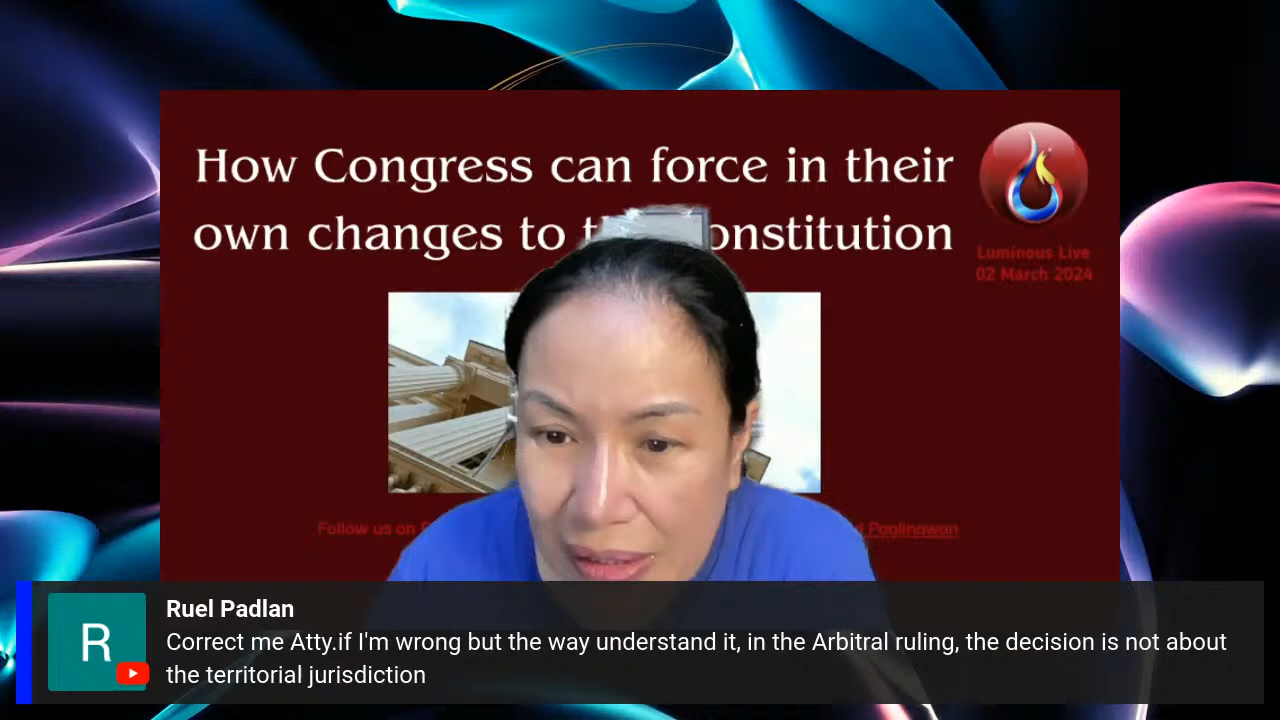 How Congress can force in their
own changes to onstitution
Luminous Live
02 March 2024
Follow us on
Paglinawan
R
Ruel Padlan
Correct me Atty.if I'm wrong but the way understand it, in the Arbitral ruling, the decision is not about
the territorial jurisdiction